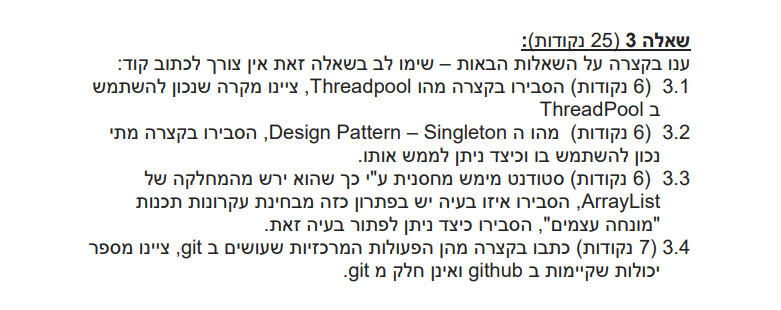 שאלה 3 (25 נקודות):
ענו בקצרה על השאלות הבאות – שימו לב בשאלה זאת אין צורך לכתוב קוד:
3.1 (6 נקודות) הסבירו בקצרה מהו Threadpool, ציינו מקרה שנכון להשתמש
ב ThreadPool
3.2 (6 נקודות) מהו ה Design Pattern – Singleton, הסבירו בקצרה מתי
נכון להשתמש בו וכיצד ניתן לממש אותו.
3.3 (6 נקודות) סטודנט מימש מחסנית ע"י כך שהוא ירש מהמחלקה של
ArrayList, הסבירו איזו בעיה יש בפתרון כזה מבחינת עקרונות תכנות
"מונחה עצמים", הסבירו כיצד ניתן לפתור בעיה זאת.
3.4 (7 נקודות) כתבו בקצרה מהן הפעולות המרכזיות שעושים ב git, ציינו מספר
יכולות שקיימות ב github ואינן חלק מ git.